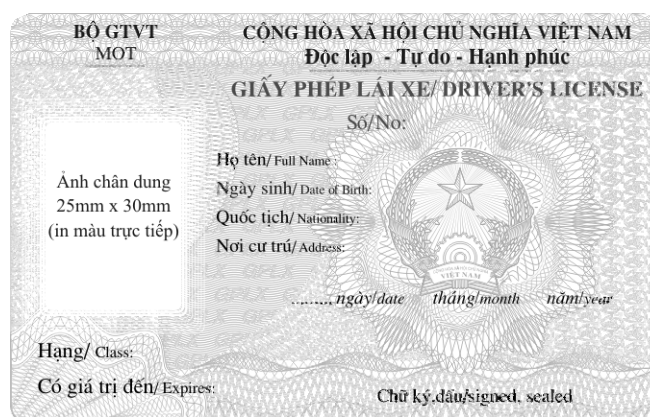 BỘ GTVT
MOT
CỘNG HÒA XÃ HỘI CHỦ NGHĨA VIỆT NAM
Độc lập - Tự do - Hạnh phúc
GIẤY PHÉP LÁI XE/ DRIVER'S LICENSE
Số/No:
Ảnh chân dung
25mm x 30mm
(in màu trực tiếp)
Họ tên/ Full Name:
Ngày sinh/ Date of Birth:
Quốc tịch/ Nationality:
Nơi cư trú/ Address:
VIỆT NAM
........, ngày/date tháng/month năm/year
Hạng/ Class:
Có giá trị đến/ Expires:
Chữ ký,dấu/signed, sealed